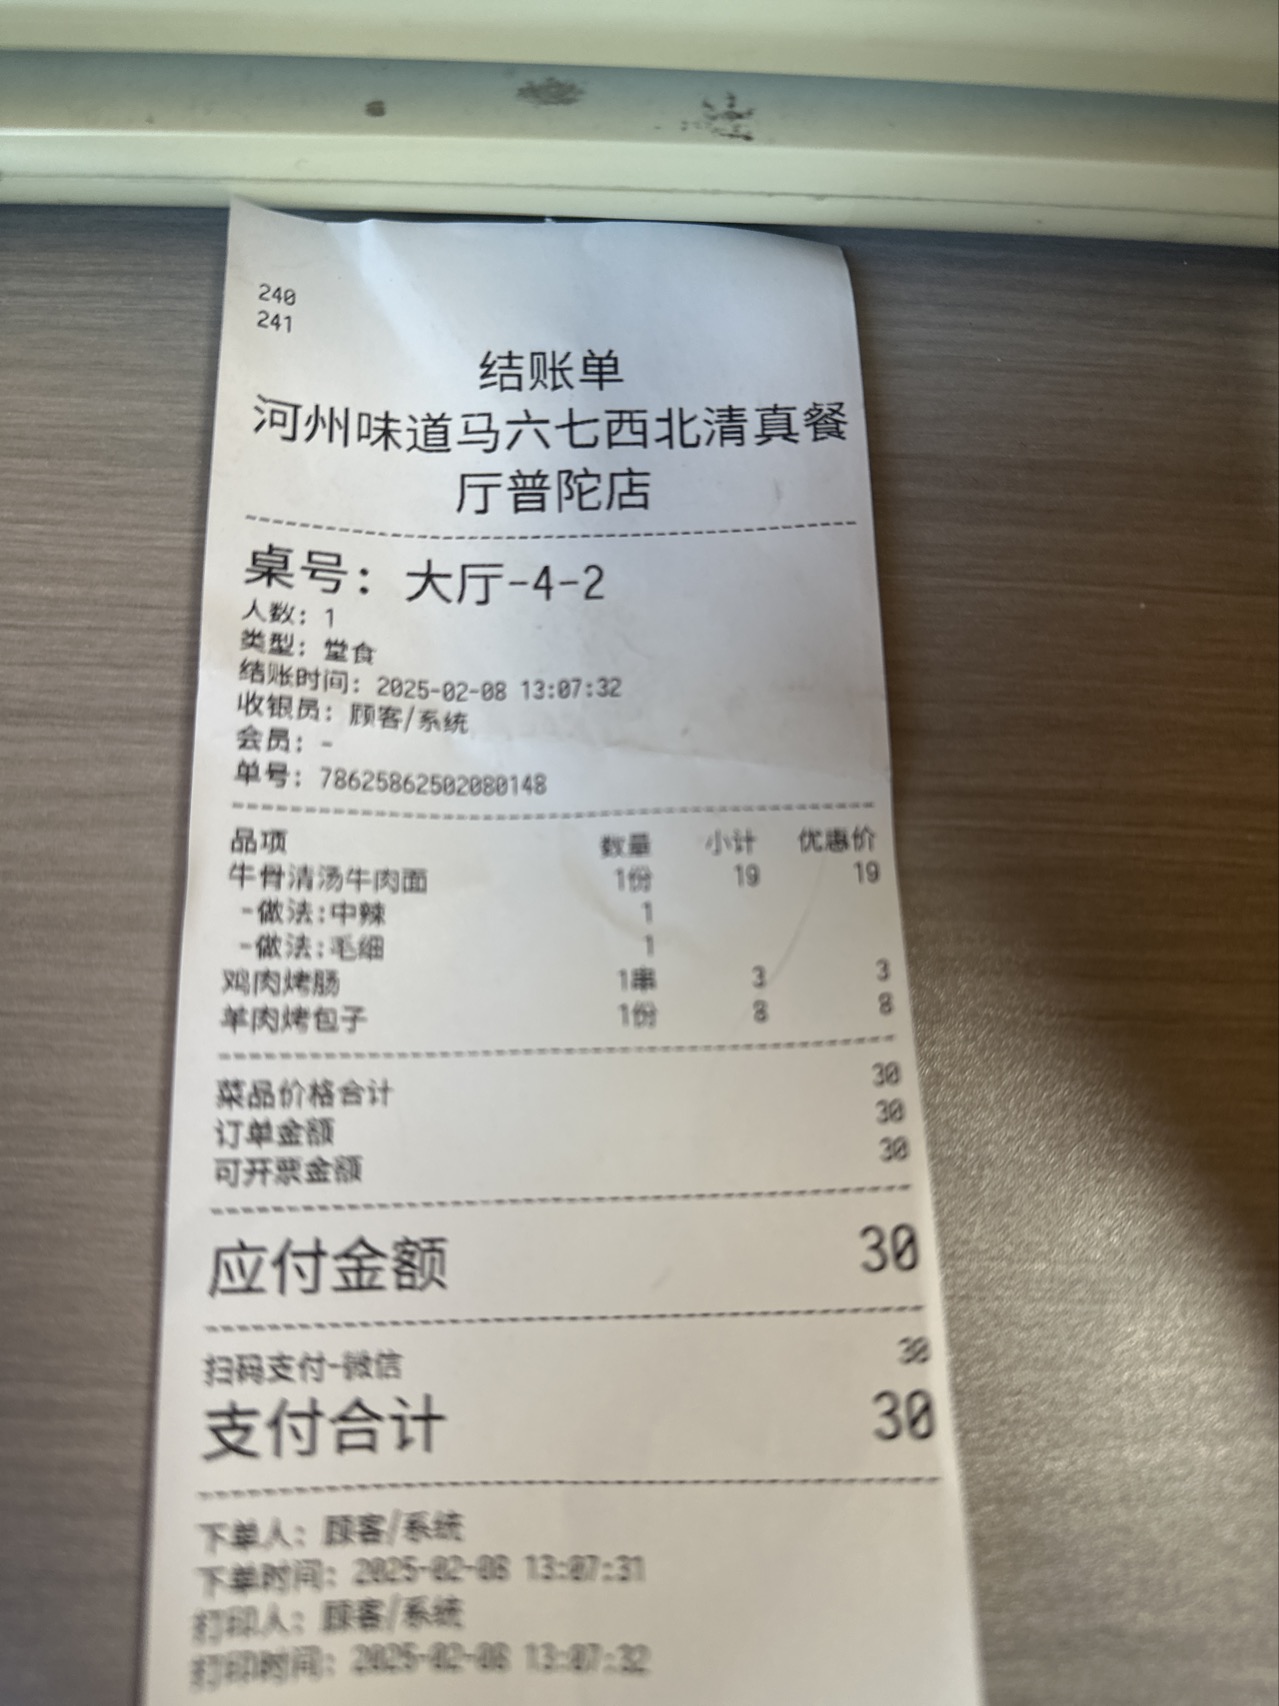 240
241
结账单
河州味道马六七西北清真餐
厅普陀店
桌号：大厅-4-2
人数：1
类型：堂食
结账时间：2025-02-08 13:07:32
收银员：顾客/系统
会员：-
单号：786258625020801​48
品项 数量 小计 优惠价
牛骨清汤牛肉面 1份 19 19
-做法:中辣 1
-做法:毛细 1
鸡肉烤肠 1串 3 3
羊肉烤包子 1份 8 8
菜品价格合计 30
订单金额 30
可开票金额 30
应付金额 30
扫码支付-微信 30
支付合计 30
下单人：顾客/系统
下单时间：2025-02-08 13:07:31
打印人：顾客/系统
打印时间：2025-02-08 13:07:32